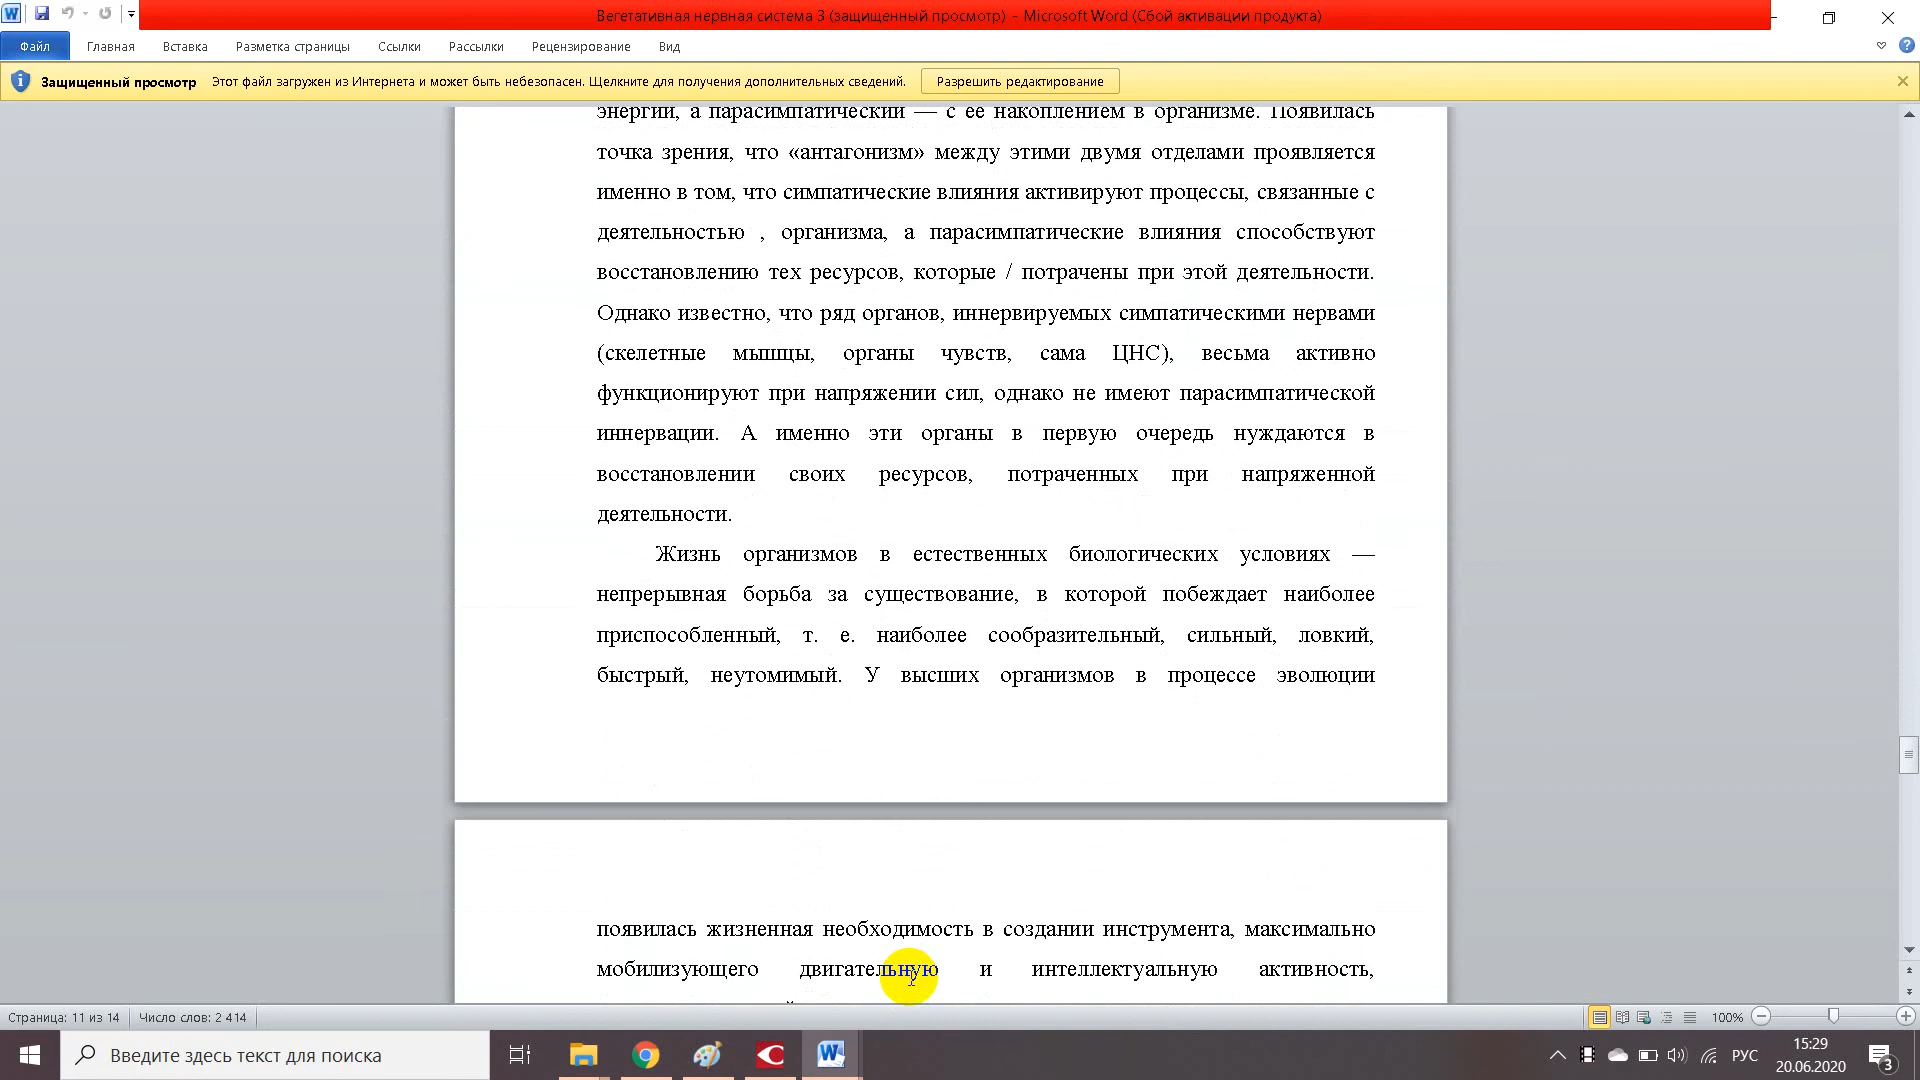 Вегетативная нервная система 3 (защищенный просмотр) - Microsoft Word (Сбой активации продукта)
Файл Главная Вставка Разметка страницы Ссылки Рассылки Рецензирование Вид
Защищенный просмотр Этот файл загружен из Интернета и может быть небезопасен. Щелкните для получения дополнительных сведений. Разрешить редактирование
энергии, а парасимпатический — с ее накоплением в организме. Появилась
точка зрения, что «антагонизм» между этими двумя отделами проявляется
именно в том, что симпатические влияния активируют процессы, связанные с
деятельностью , организма, а парасимпатические влияния способствуют
восстановлению тех ресурсов, которые / потрачены при этой деятельности.
Однако известно, что ряд органов, иннервируемых симпатическими нервами
(скелетные мышцы, органы чувств, сама ЦНС), весьма активно
функционируют при напряжении сил, однако не имеют парасимпатической
иннервации. А именно эти органы в первую очередь нуждаются в
восстановлении своих ресурсов, потраченных при напряженной
деятельности.
Жизнь организмов в естественных биологических условиях —
непрерывная борьба за существование, в которой побеждает наиболее
приспособленный, т. е. наиболее сообразительный, сильный, ловкий,
быстрый, неутомимый. У высших организмов в процессе эволюции
появилась жизненная необходимость в создании инструмента, максимально
мобилизующего двигательную и интеллектуальную активность,
Страница: 11 из 14 Число слов: 2 414 100%
Введите здесь текст для поиска
РУС
15:29
20.06.2020
3